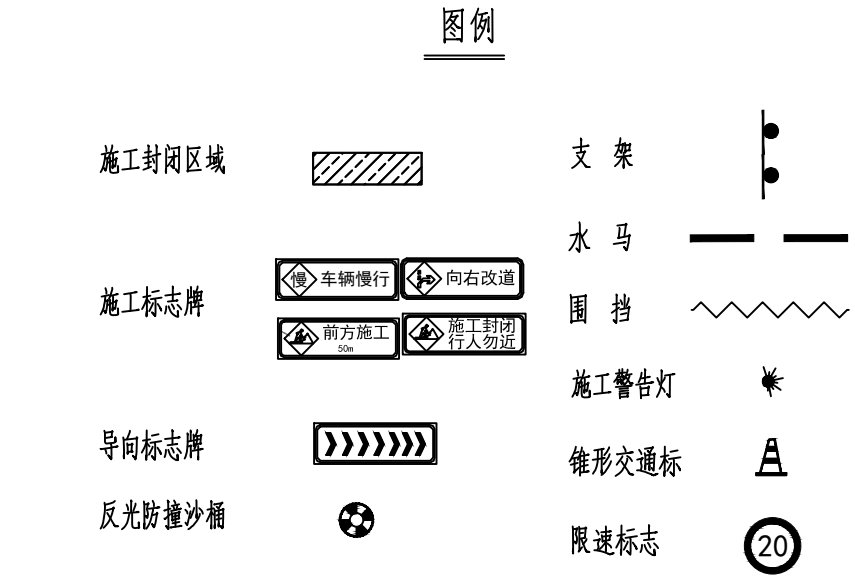 图例
施工封闭区域
施工标志牌
慢 车辆慢行
向右改道
前方施工
50m
施工封闭
行人勿近
导向标志牌
反光防撞沙桶
支 架
水 马
围 挡
施工警告灯
锥形交通标
限速标志
20